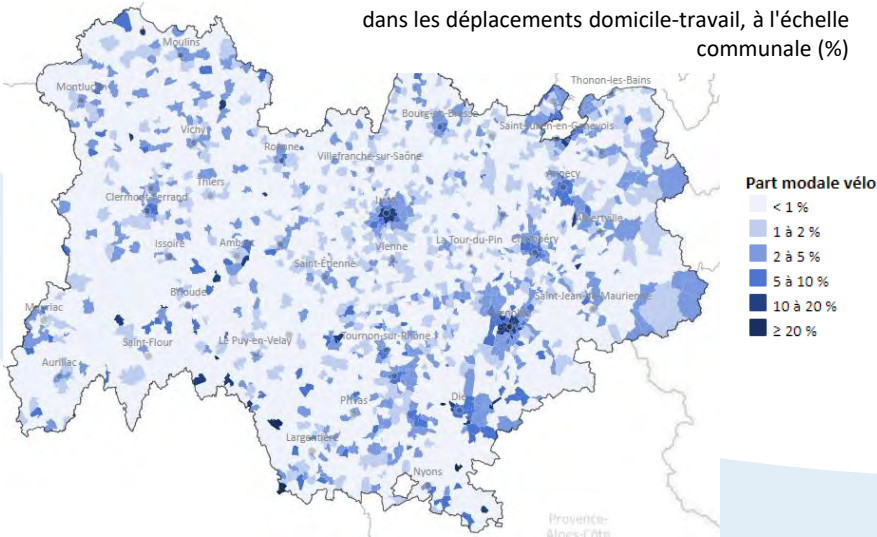 dans les déplacements domicile-travail, à l'échelle
communale (%)
Moulins
Thonon-les-Bains
Montluçon
Bourg-en-Bresse
Saint-Julien-en-Genevois
Vichy
Roanne
Villefranche-sur-Saône
Annecy
Thiers
Clermont-Ferrand
Lyon
Albertville
Issoire
Ambert
Vienne
La Tour-du-Pin
Chambéry
Saint-Étienne
Brioude
Saint-Jean-de-Maurienne
Mauriac
Grenoble
Saint-Flour
Le Puy-en-Velay
Tournon-sur-Rhône
Aurillac
Privas
Die
Largentière
Nyons
Provence-
Alpes-Côte
Part modale vélo
< 1 %
1 à 2 %
2 à 5 %
5 à 10 %
10 à 20 %
≥ 20 %